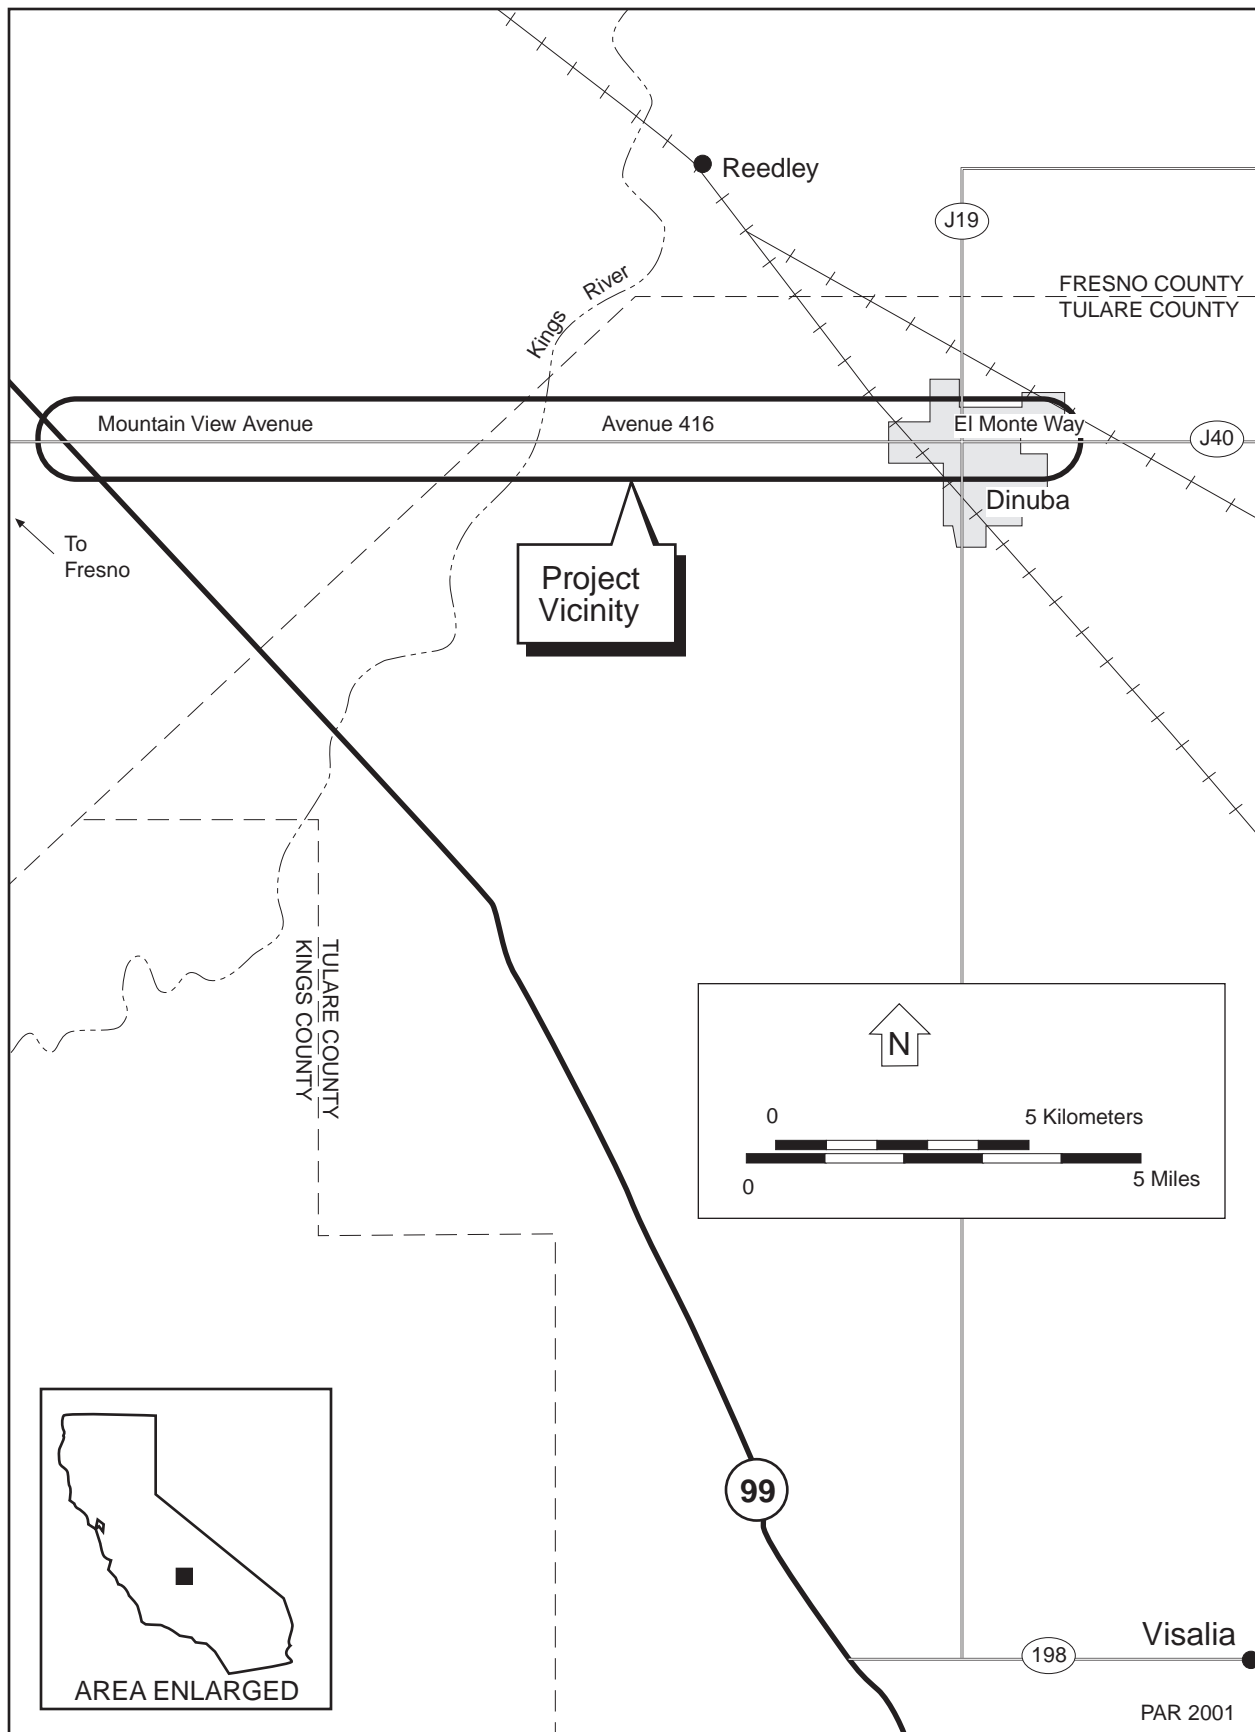 Reedley
J19
Kings River
FRESNO COUNTY
TULARE COUNTY
Mountain View Avenue
Avenue 416
El Monte Way
J40
Dinuba
To
Fresno
Project
Vicinity
TULARE COUNTY
KINGS COUNTY
N
0
5 Kilometers
0
5 Miles
99
198
Visalia
AREA ENLARGED
PAR 2001